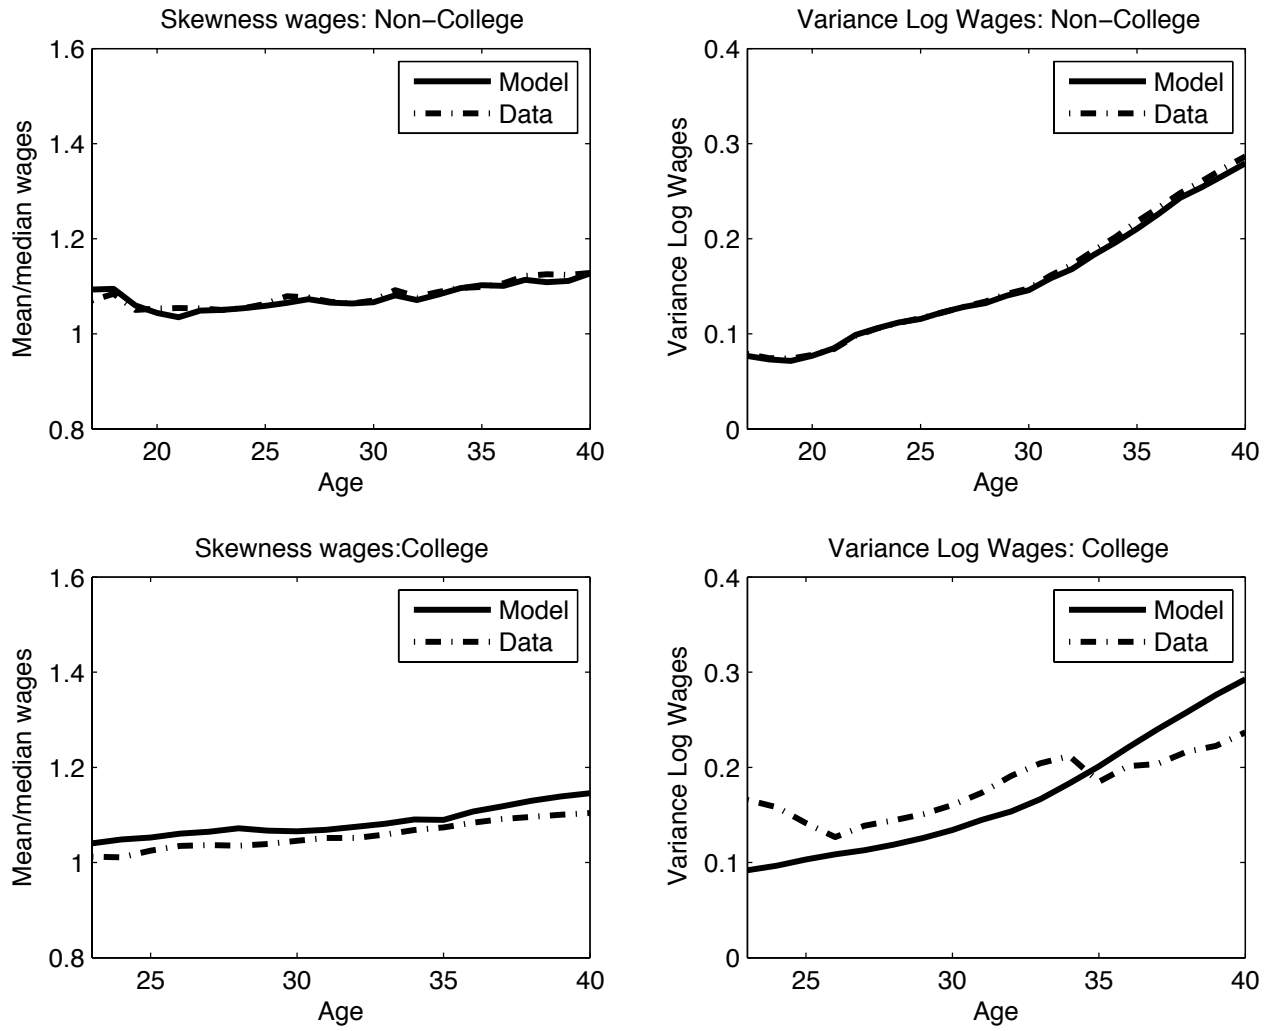 Skewness wages: Non−College
1.6
1.4
1.2
1
0.8
Mean/median wages
Model
Data
20
25
30
35
40
Age
Variance Log Wages: Non−College
0.4
0.3
0.2
0.1
0
Variance Log Wages
Model
Data
20
25
30
35
40
Age
Skewness wages:College
1.6
1.4
1.2
1
0.8
Mean/median wages
Model
Data
25
30
35
40
Age
Variance Log Wages: College
0.4
0.3
0.2
0.1
0
Variance Log Wages
Model
Data
25
30
35
40
Age